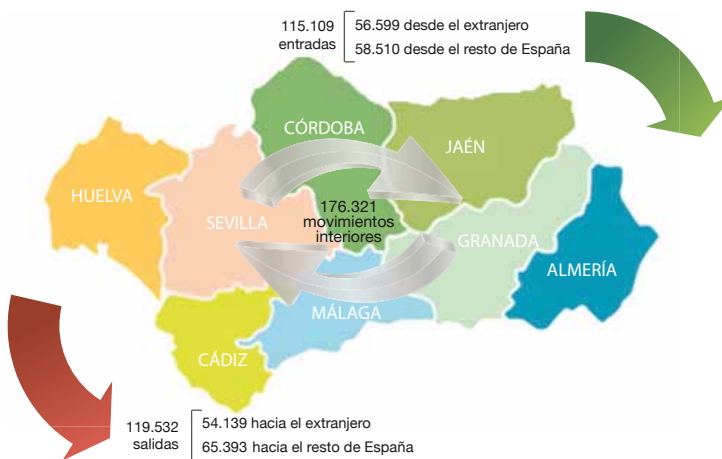 115.109
entradas
56.599 desde el extranjero
58.510 desde el resto de España
CÓRDOBA
JAÉN
HUELVA
SEVILLA
176.321
movimientos
interiores
GRANADA
ALMERÍA
MÁLAGA
CÁDIZ
119.532
salidas
54.139 hacia el extranjero
65.393 hacia el resto de España